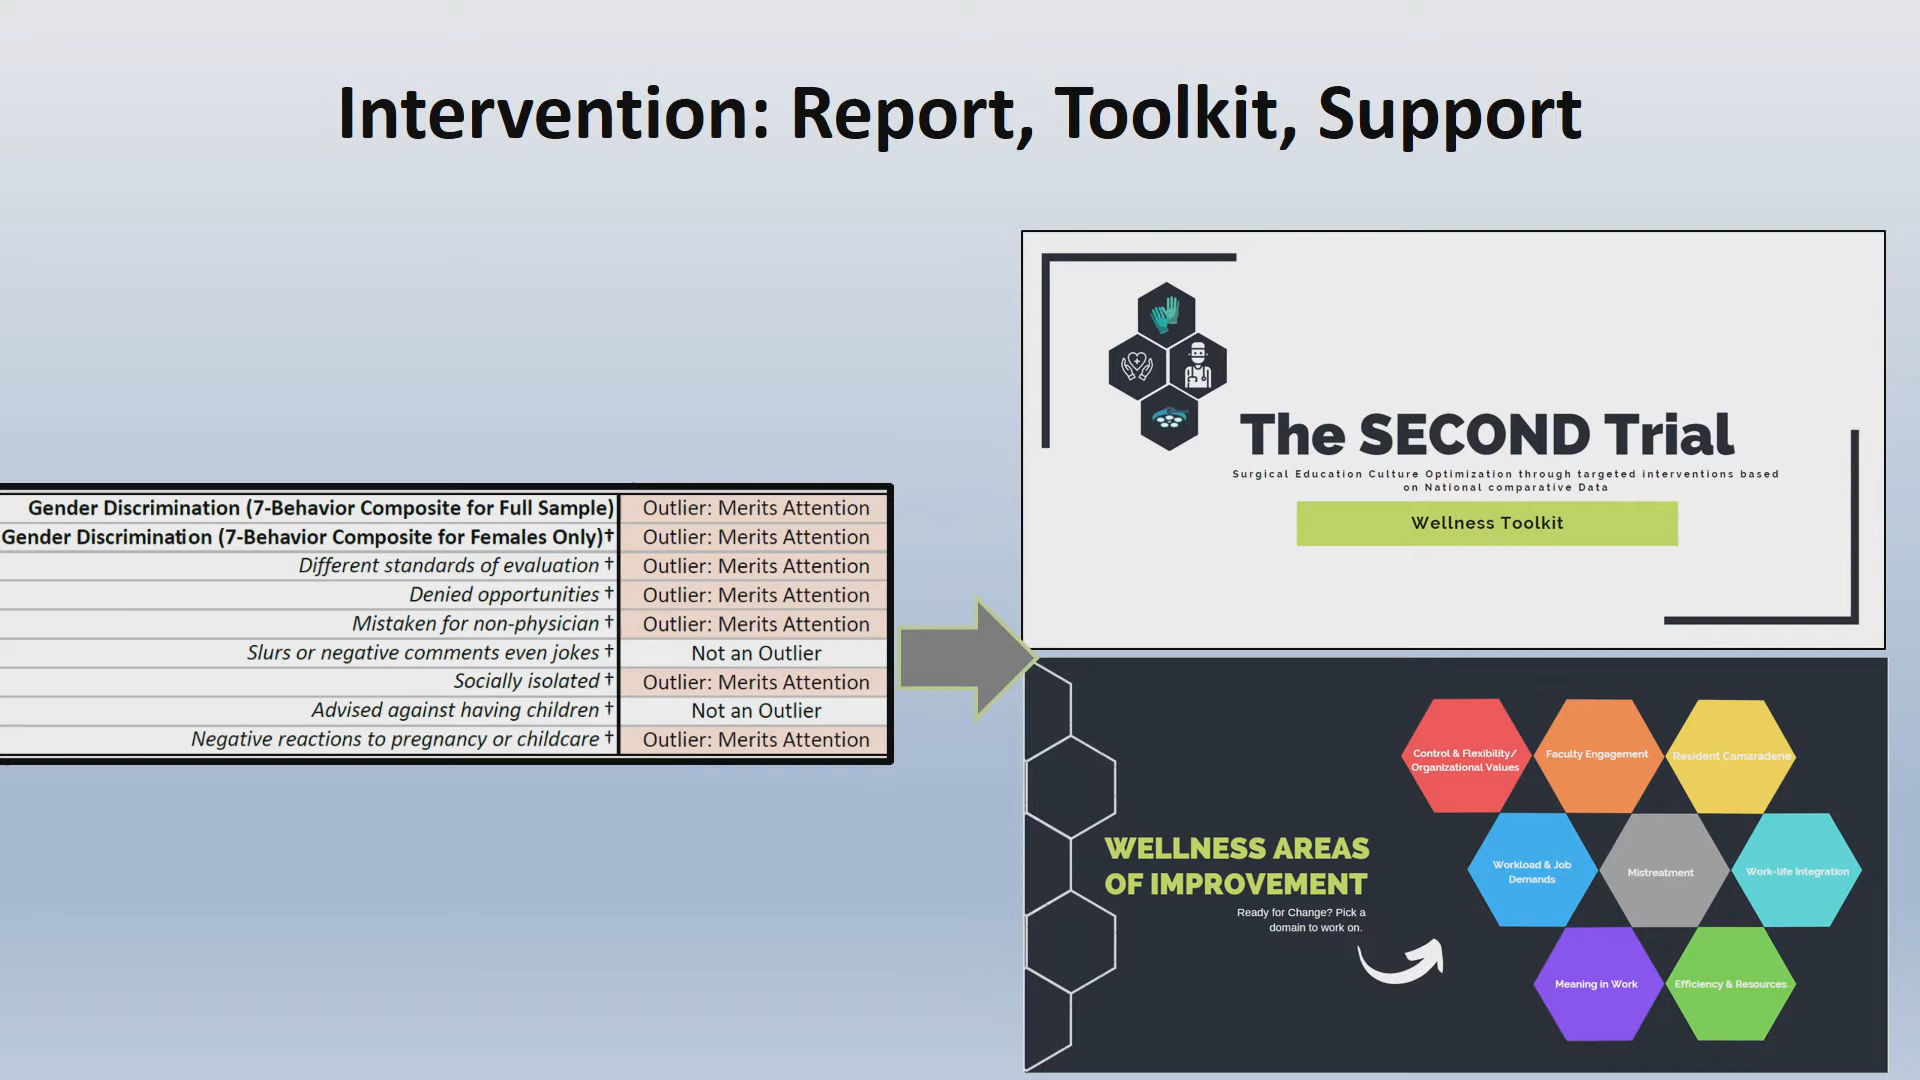 Intervention: Report, Toolkit, Support
Gender Discrimination (7-Behavior Composite for Full Sample) Outlier: Merits Attention
Gender Discrimination (7-Behavior Composite for Females Only)† Outlier: Merits Attention
Different standards of evaluation † Outlier: Merits Attention
Denied opportunities † Outlier: Merits Attention
Mistaken for non-physician † Outlier: Merits Attention
Slurs or negative comments even jokes † Not an Outlier
Socially isolated † Outlier: Merits Attention
Advised against having children † Not an Outlier
Negative reactions to pregnancy or childcare † Outlier: Merits Attention
The SECOND Trial
Surgical Education Culture Optimization through targeted interventions based
on National comparative Data
Wellness Toolkit
WELLNESS AREAS
OF IMPROVEMENT
Ready for Change? Pick a
domain to work on.
Control & Flexibility/
Organizational Values
Faculty Engagement
Resident Camaraderie
Workload & Job
Demands
Mistreatment
Work-life Integration
Meaning in Work
Efficiency & Resources